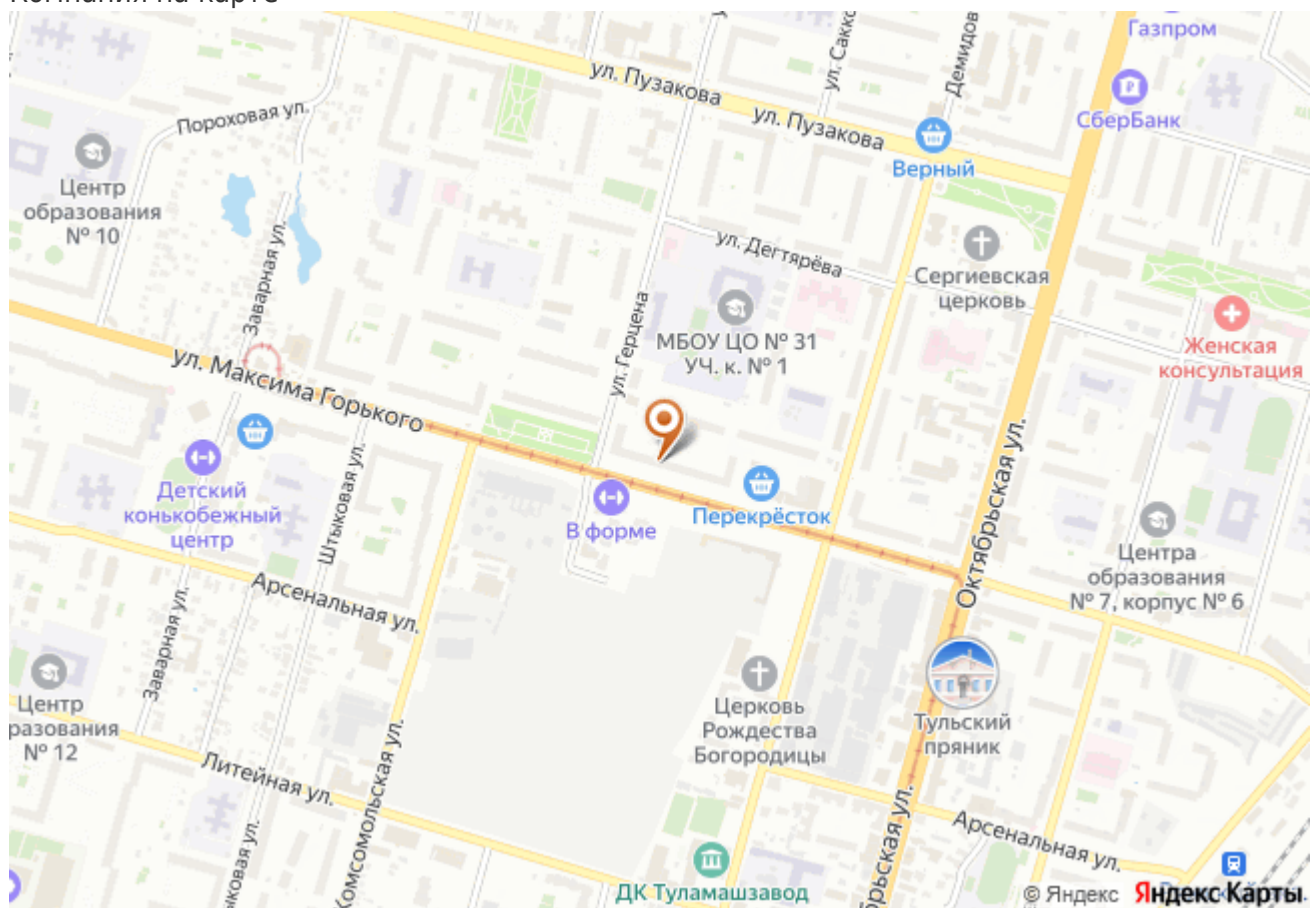 Компания на карте
Газпром
ул. Пузакова
ул. Пузакова
СберБанк
Пороховая ул.
Верный
Центр
образования
№ 10
Заварная ул.
ул. Дегтярёва
Сергиевская
церковь
ул. Герцена
МБОУ ЦО № 31
УЧ. к. № 1
Женская
консультация
ул. Максима Горького
Октябрьская ул.
Детский
конькобежный
центр
Штыковая ул.
В форме
Перекрёсток
Центра
образования
№ 7, корпус № 6
Арсенальная ул.
Заварная ул.
Центр
№ 12
Церковь
Рождества
Богородицы
Тульский
пряник
Литейная ул.
Комсомольская ул.
Арсенальная ул.
ДК Туламашзавод
© Яндекс Яндекс Карты